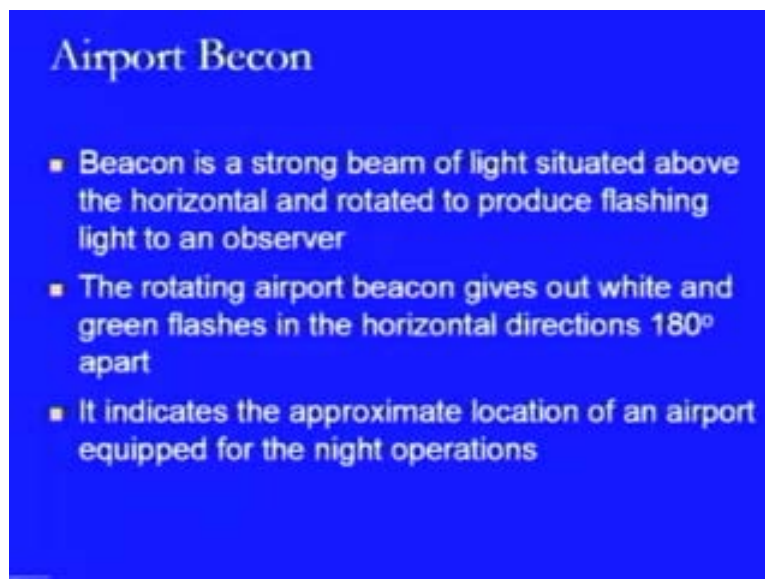 Airport Becon
▪ Beacon is a strong beam of light situated above
the horizontal and rotated to produce flashing
light to an observer
▪ The rotating airport beacon gives out white and
green flashes in the horizontal directions 180º
apart
▪ It indicates the approximate location of an airport
equipped for the night operations